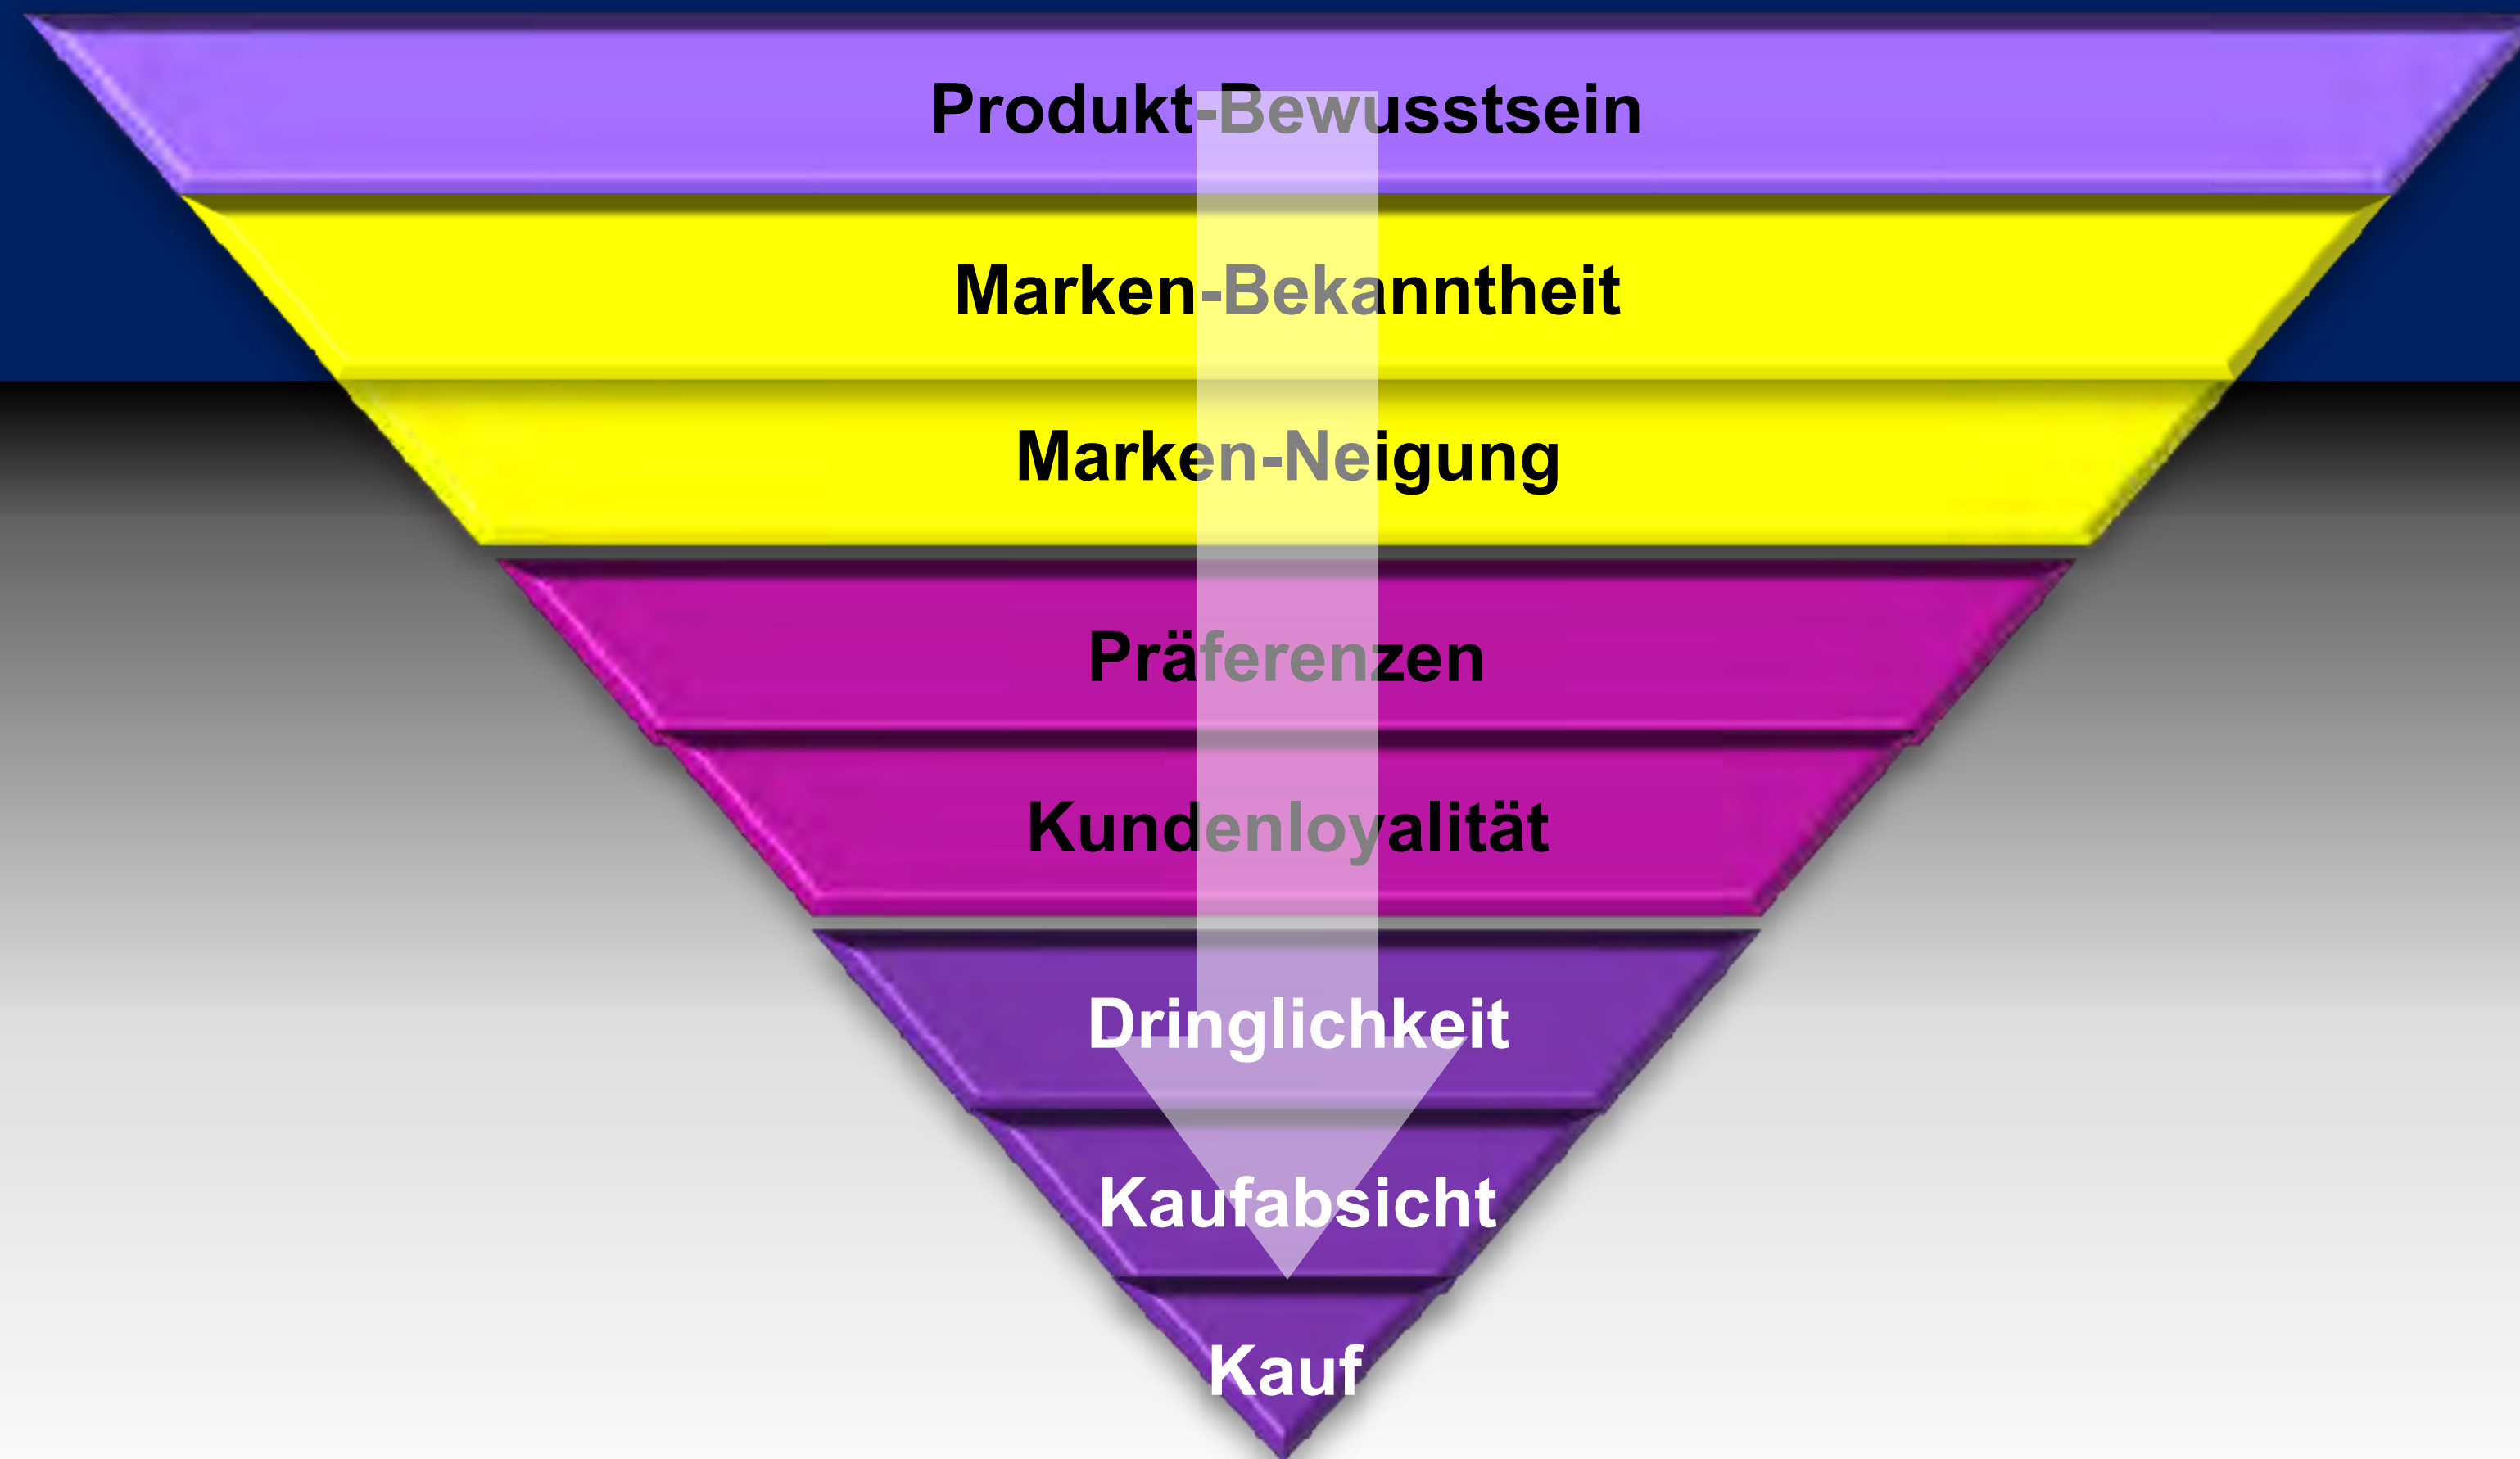 Produkt-Bewusstsein
Marken-Bekanntheit
Marken-Neigung
Präferenzen
Kundenloyalität
Dringlichkeit
Kaufabsicht
Kauf